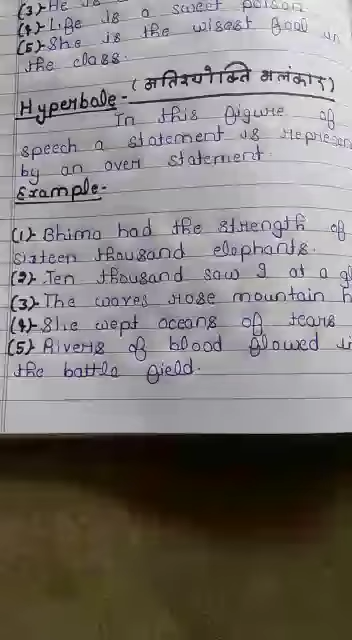 (3) He is
(4) Life is a sweet poison
(5) She is the wisest fool in
the class.
(अतिश्योक्ति अलंकार)
Hyperbole-
In this figure of
speech a statement is represen
by an over statement.
Example-
(1) Bhima had the strength of
sixteen thousand elephants.
(2) Ten thousand saw I at a gl
(3) The waves rose mountain h
(4) She wept oceans of tears
(5) Rivers of blood flowed i
the battle field.